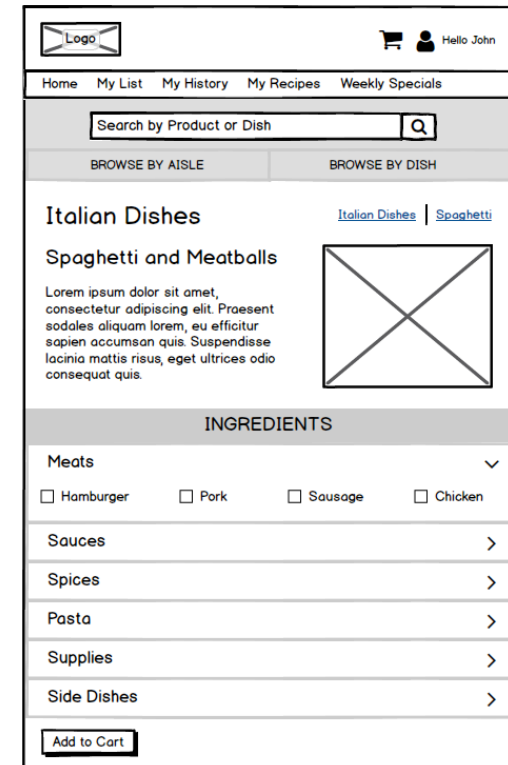 Logo
Hello John
Home My List My History My Recipes Weekly Specials
Search by Product or Dish
BROWSE BY AISLE BROWSE BY DISH
Italian Dishes
Italian Dishes Spaghetti
Spaghetti and Meatballs
Lorem ipsum dolor sit amet,
consectetur adipiscing elit. Praesent
sodales aliquam lorem, eu efficitur
sapien accumsan quis. Suspendisse
lacinia mattis risus, eget ultrices odio
consequat quis.
INGREDIENTS
Meats
Hamburger Pork Sausage Chicken
Sauces
Spices
Pasta
Supplies
Side Dishes
Add to Cart